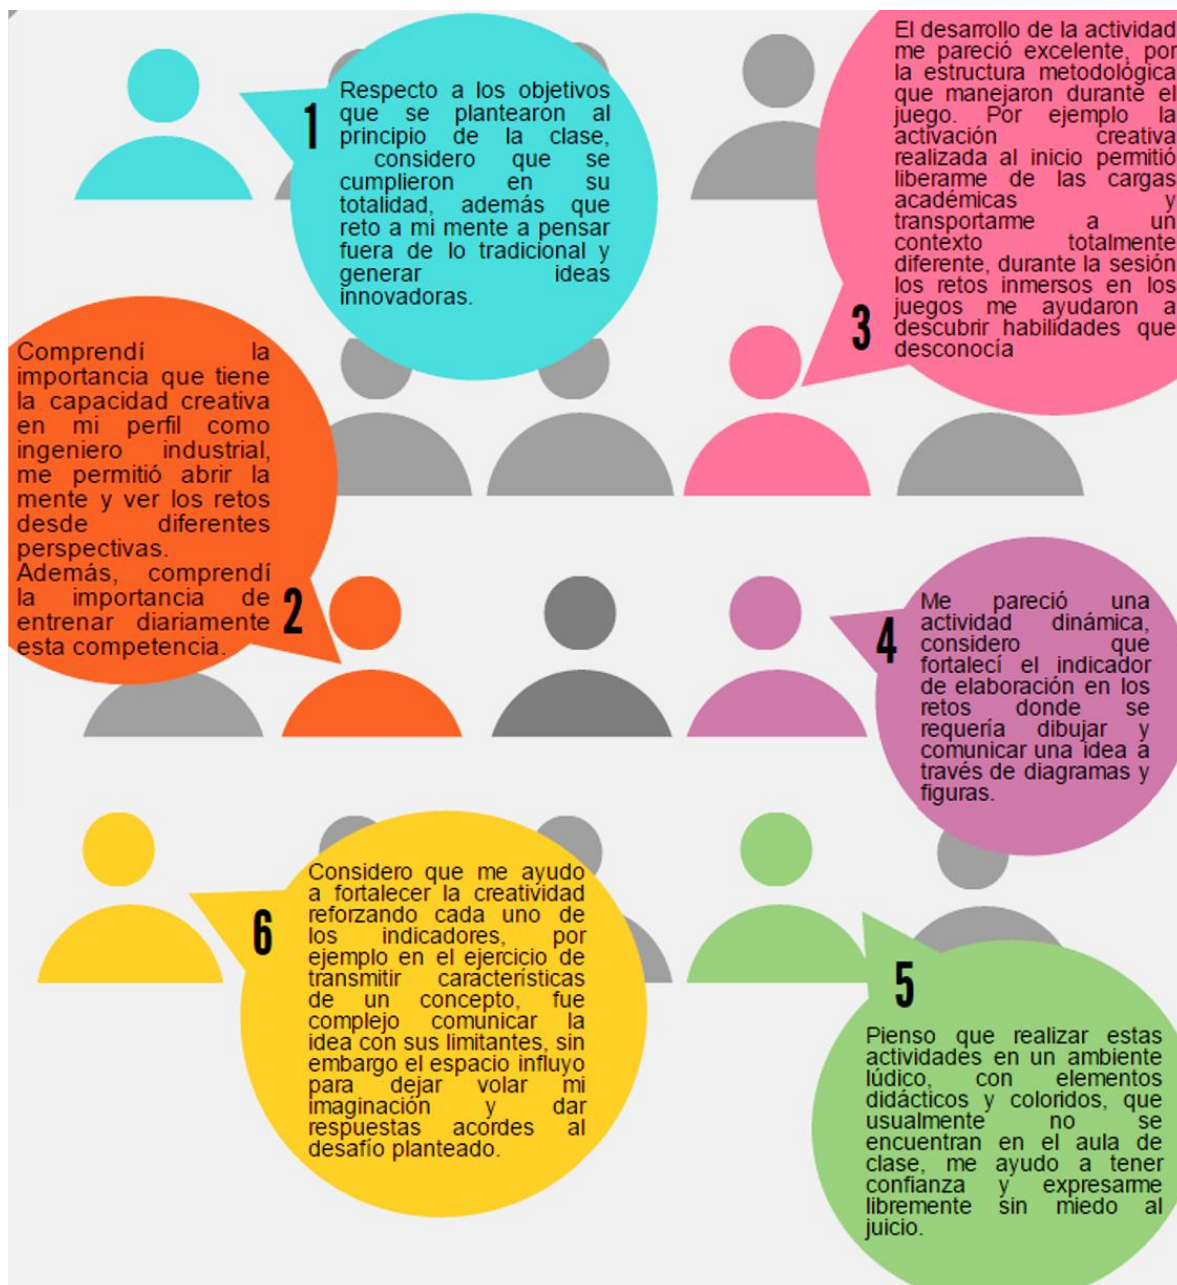 1
Respecto a los objetivos
que se plantearon al
principio de la clase,
considero que se
cumplieron en su
totalidad, además que
reto a mi mente a pensar
fuera de lo tradicional y
generar ideas
innovadoras.
2
Comprendí la
importancia que tiene
la capacidad creativa
en mi perfil como
ingeniero industrial,
me permitió abrir la
mente y ver los retos
desde diferentes
perspectivas.
Además, comprendí
la importancia de
entrenar diariamente
esta competencia.
3
El desarrollo de la actividad
me pareció excelente, por
la estructura metodológica
que manejaron durante el
juego. Por ejemplo la
activación creativa
realizada al inicio permitió
liberarme de las cargas
académicas y
transportarme a un
contexto totalmente
diferente, durante la sesión
los retos inmersos en los
juegos me ayudaron a
descubrir habilidades que
desconocía
4
Me pareció una
actividad dinámica,
considero que
fortalecí el indicador
de elaboración en los
retos donde se
requería dibujar y
comunicar una idea a
través de diagramas y
figuras.
5
Pienso que realizar estas
actividades en un ambiente
lúdico, con elementos
didácticos y coloridos, que
usualmente no se
encuentran en el aula de
clase, me ayudo a tener
confianza y expresarme
libremente sin miedo al
juicio.
6
Considero que me ayudo
a fortalecer la creatividad
reforzando cada uno de
los indicadores, por
ejemplo en el ejercicio de
transmitir características
de un concepto, fue
complejo comunicar la
idea con sus limitantes, sin
embargo el espacio influyo
para dejar volar mi
imaginación y dar
respuestas acordes al
desafío planteado.